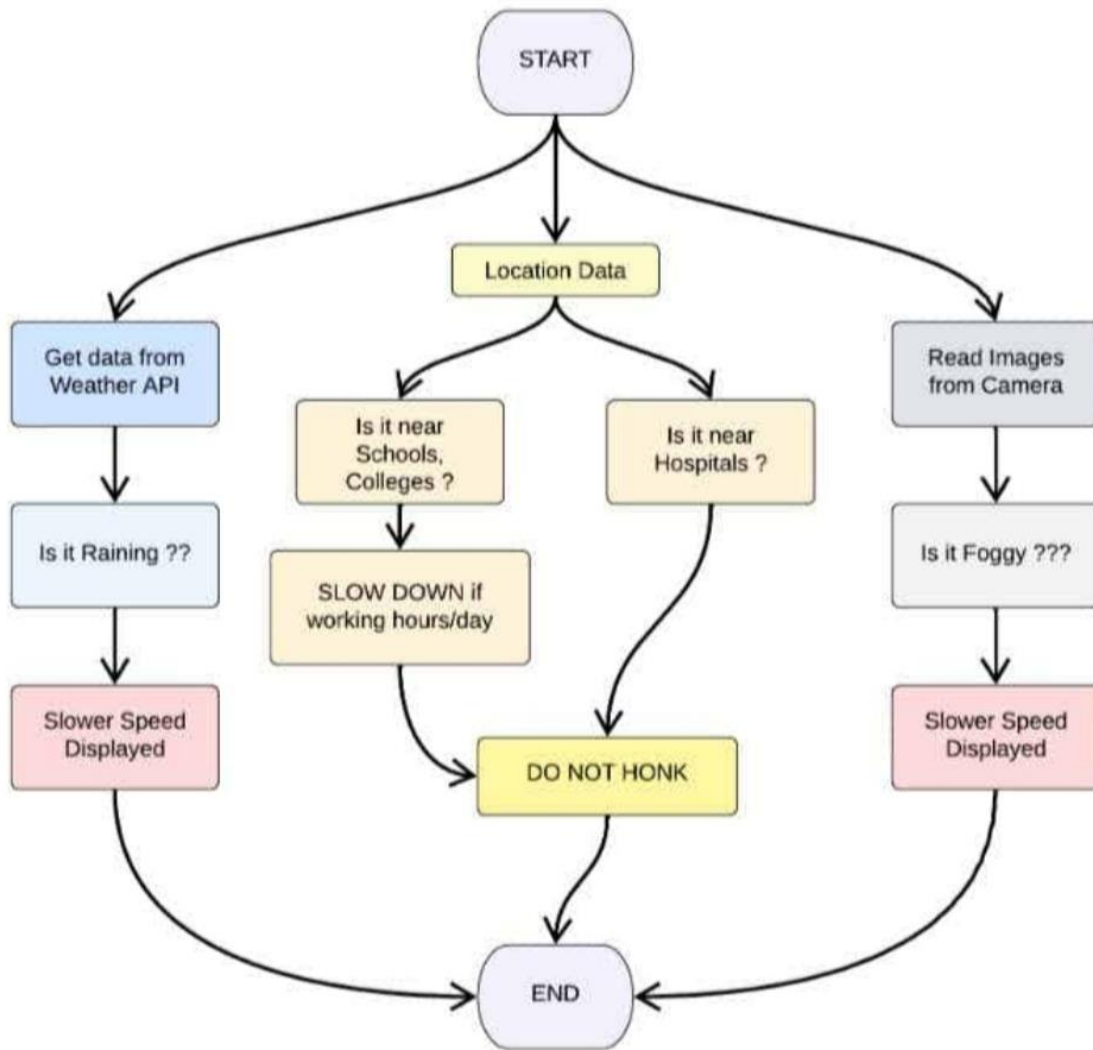 START
Location Data
Get data from
Weather API
Read Images
from Camera
Is it near
Schools,
Colleges ?
Is it near
Hospitals ?
Is it Raining ??
Is it Foggy ???
SLOW DOWN if
working hours/day
Slower Speed
Displayed
Slower Speed
Displayed
DO NOT HONK
END